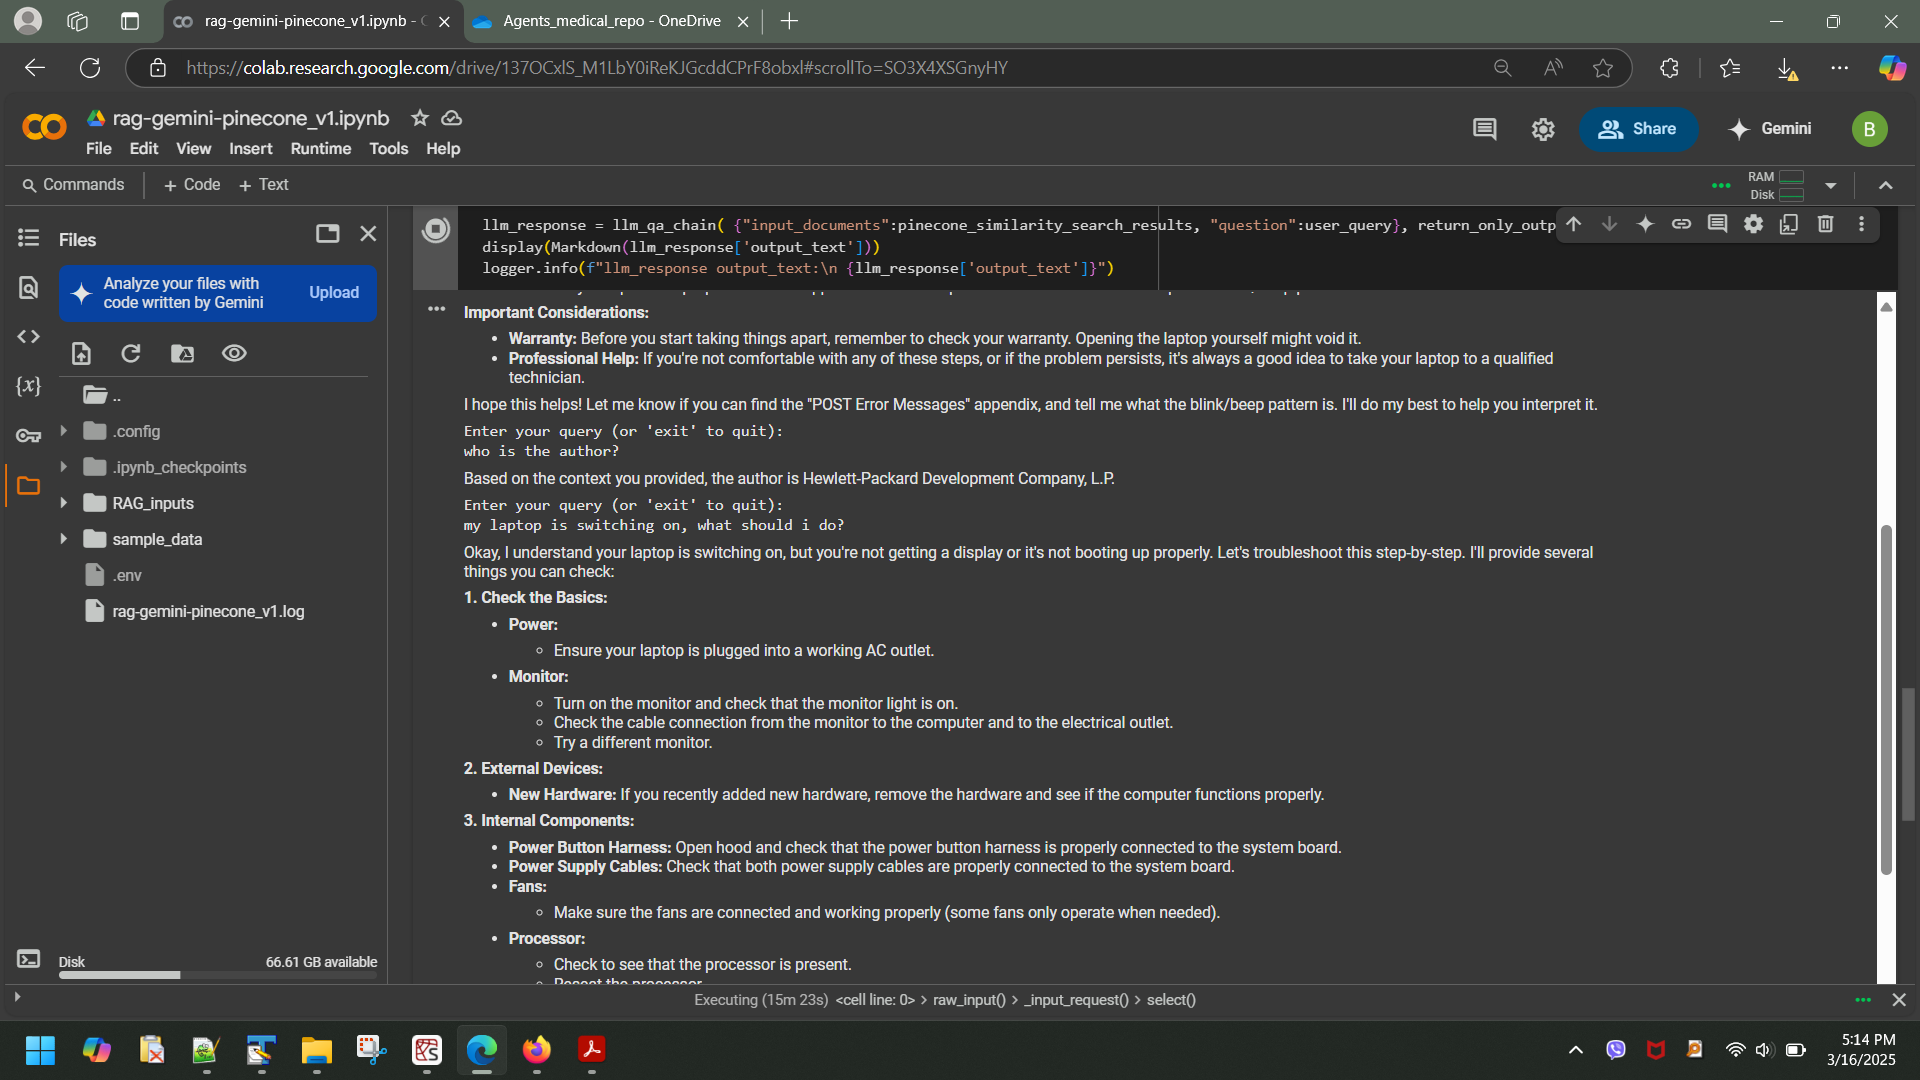 rag-gemini-pinecone_v1.ipynb - C
Agents_medical_repo - OneDrive
https://colab.research.google.com/drive/137OCxlS_M1LbY0iReKJGcddCPrF8obxl#scrollTo=SO3X4XSGnyHY
rag-gemini-pinecone_v1.ipynb
File Edit View Insert Runtime Tools Help
Share
Gemini
B
Commands + Code + Text
RAM
Disk
Files
Analyze your files with
code written by Gemini
Upload
..
.config
.ipynb_checkpoints
RAG_inputs
sample_data
.env
rag-gemini-pinecone_v1.log
Disk 66.61 GB available
llm_response = llm_qa_chain( {"input_documents":pinecone_similarity_search_results, "question":user_query}, return_only_outp
display(Markdown(llm_response['output_text']))
logger.info(f"llm_response output_text:\n {llm_response['output_text']}")
Important Considerations:
• Warranty: Before you start taking things apart, remember to check your warranty. Opening the laptop yourself might void it.
• Professional Help: If you're not comfortable with any of these steps, or if the problem persists, it's always a good idea to take your laptop to a qualified
technician.
I hope this helps! Let me know if you can find the "POST Error Messages" appendix, and tell me what the blink/beep pattern is. I'll do my best to help you interpret it.
Enter your query (or 'exit' to quit):
who is the author?
Based on the context you provided, the author is Hewlett-Packard Development Company, L.P.
Enter your query (or 'exit' to quit):
my laptop is switching on, what should i do?
Okay, I understand your laptop is switching on, but you're not getting a display or it's not booting up properly. Let's troubleshoot this step-by-step. I'll provide several
things you can check:
1. Check the Basics:
• Power:
◦ Ensure your laptop is plugged into a working AC outlet.
• Monitor:
◦ Turn on the monitor and check that the monitor light is on.
◦ Check the cable connection from the monitor to the computer and to the electrical outlet.
◦ Try a different monitor.
2. External Devices:
• New Hardware: If you recently added new hardware, remove the hardware and see if the computer functions properly.
3. Internal Components:
• Power Button Harness: Open hood and check that the power button harness is properly connected to the system board.
• Power Supply Cables: Check that both power supply cables are properly connected to the system board.
• Fans:
◦ Make sure the fans are connected and working properly (some fans only operate when needed).
• Processor:
◦ Check to see that the processor is present.
Executing (15m 23s) <cell line: 0> > raw_input() > _input_request() > select()
5:14 PM
3/16/2025